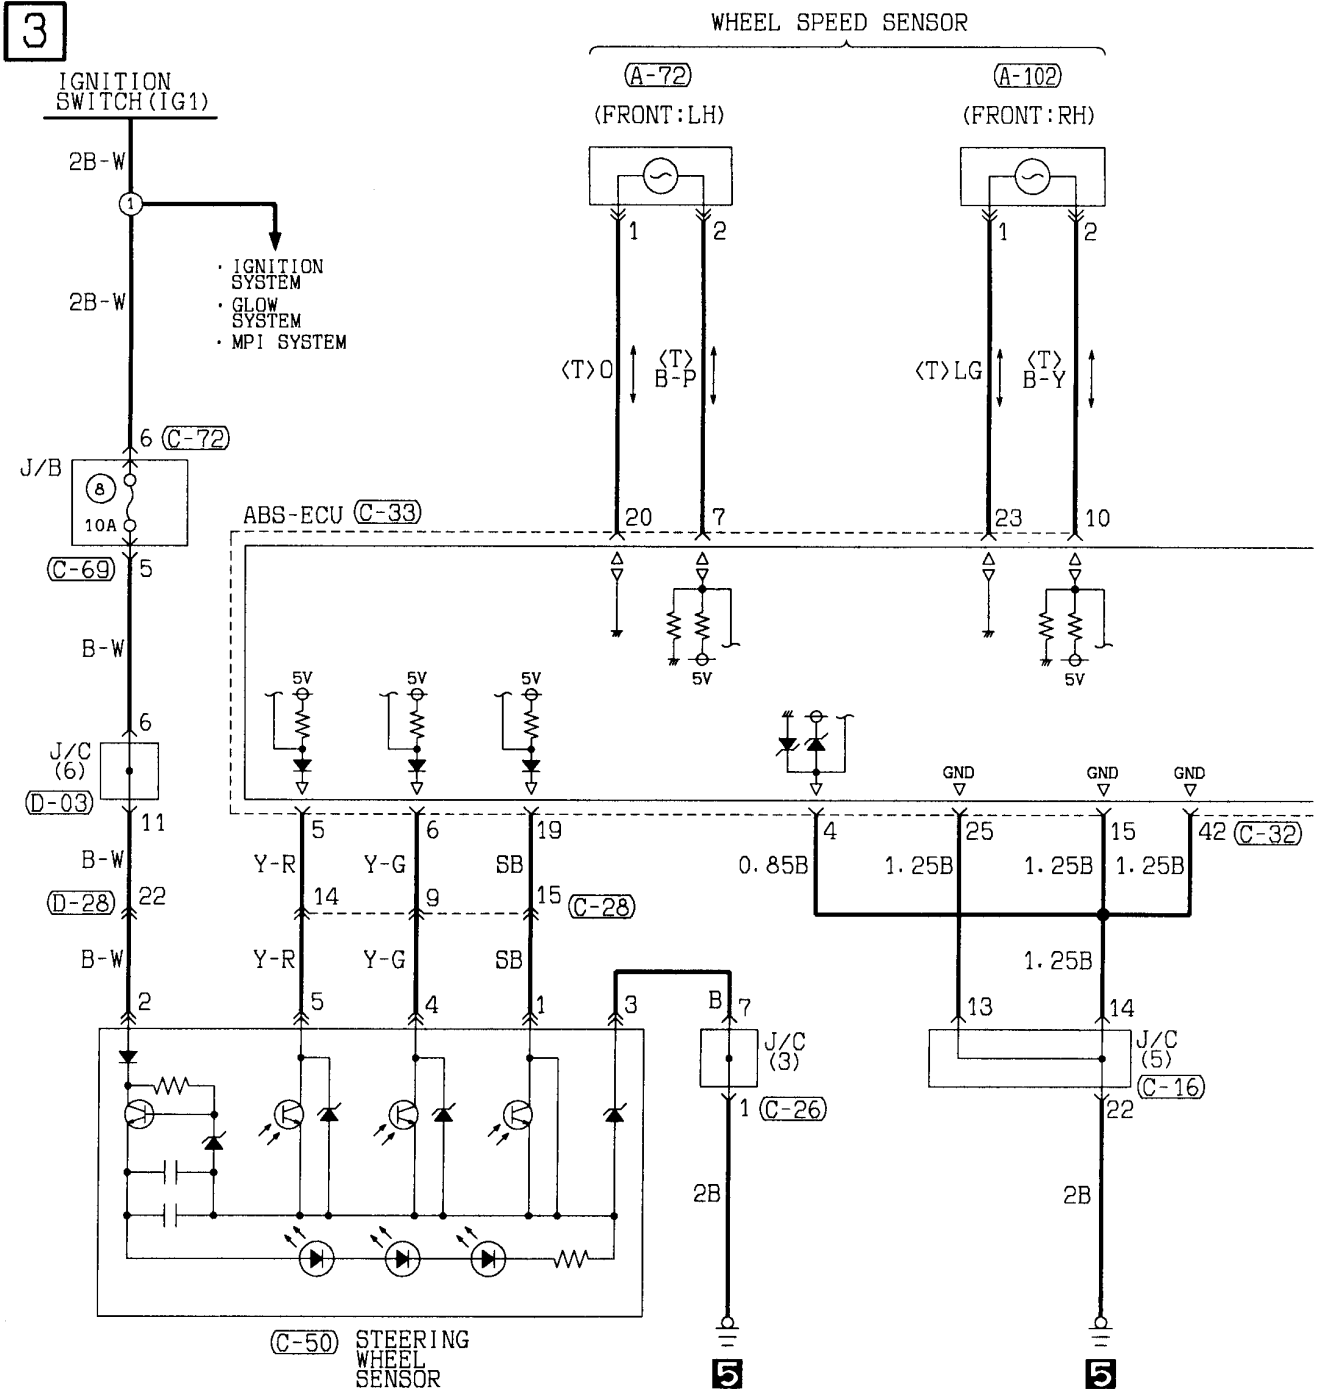 3
WHEEL SPEED SENSOR
IGNITION
SWITCH(IG1)
A-72
A-102
(FRONT:LH)
(FRONT:RH)
2B-W
1
1
2
1
2
· IGNITION
SYSTEM
· GLOW
SYSTEM
· MPI SYSTEM
2B-W
〈T〉O
〈T〉
B-P
〈T〉LG
〈T〉
B-Y
6
C-72
J/B
8
10A
ABS-ECU
C-33
20
7
23
10
C-69
5
B-W
5V
5V
5V
5V
5V
6
J/C
(6)
D-03
GND
GND
GND
11
5
6
19
4
25
15
42
C-32
B-W
Y-R
Y-G
SB
0.85B
1.25B
1.25B
1.25B
D-28
22
14
9
15
C-28
B-W
Y-R
Y-G
SB
1.25B
2
5
4
1
3
B
7
13
14
J/C
(3)
J/C
(5)
C-16
1
C-26
22
2B
2B
C-50
STEERING
WHEEL
SENSOR
5
5